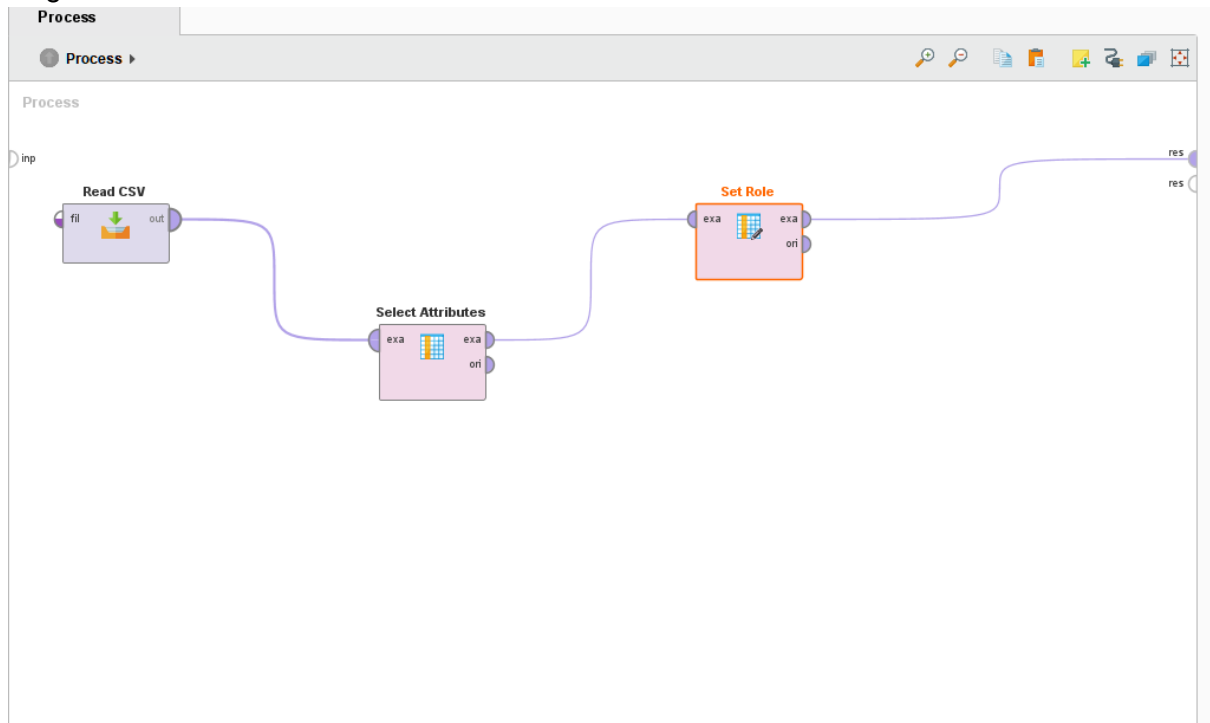 Process
Process
Process
inp
res
res
Read CSV
fil
out
Set Role
exa
exa
ori
Select Attributes
exa
exa
ori